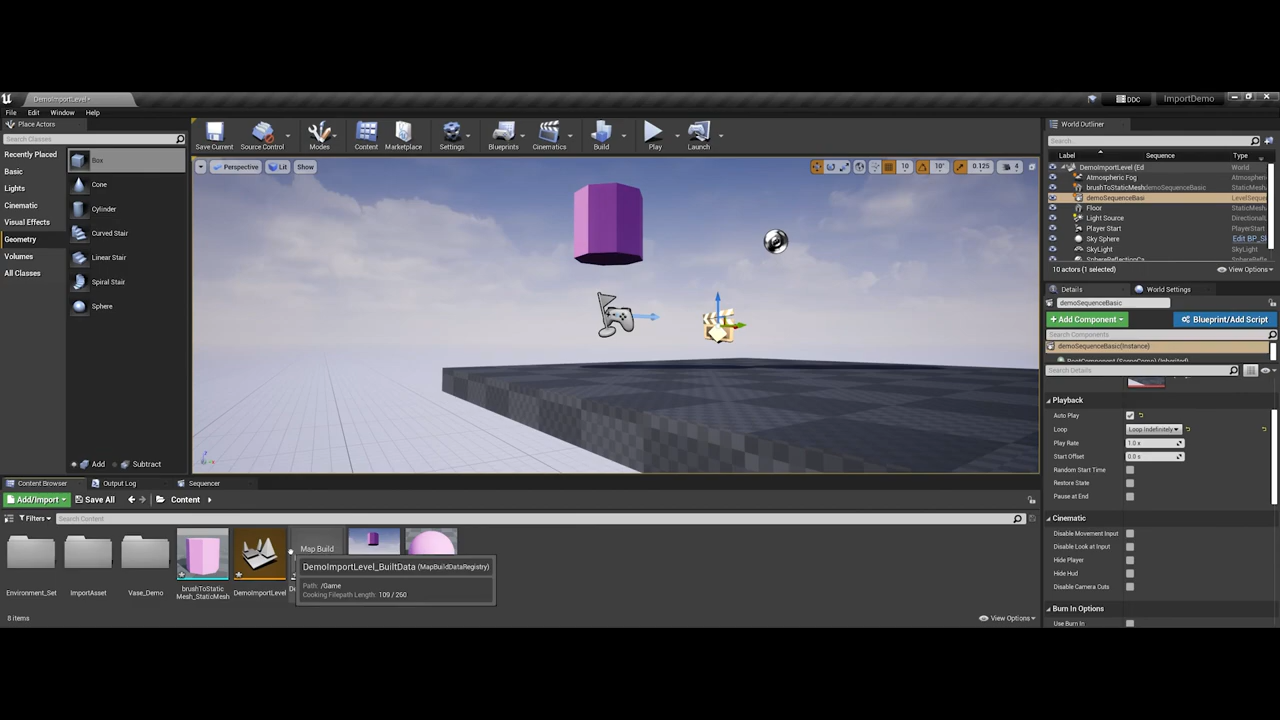 DemoImportLevel•
DDC
ImportDemo
File Edit Window Help
Place Actors
Search Classes
Recently Placed
Basic
Lights
Cinematic
Visual Effects
Geometry
Volumes
All Classes
Box
Cone
Cylinder
Curved Stair
Linear Stair
Spiral Stair
Sphere
Add
Subtract
Save Current
Source Control
Modes
Content
Marketplace
Settings
Blueprints
Cinematics
Build
Play
Launch
Perspective
Lit
Show
10
10°
0.125
4
World Outliner
Search
Label Sequence Type
DemoImportLevel (Ed World
Atmospheric Fog Atmospheri
brushToStaticMesh demoSequenceBasic StaticMesh
demoSequenceBasi LevelSeque
Floor StaticMesh
Light Source Directional
Player Start PlayerStart
Sky Sphere Edit BP_S
SkyLight SkyLight
SphereReflectionCa
10 actors (1 selected)
View Options
Details
World Settings
demoSequenceBasic
+ Add Component
Blueprint/Add Script
Search Components
demoSequenceBasic(Instance)
Search Details
Playback
Auto Play
Loop Loop Indefinitely
Play Rate 1.0 x
Start Offset 0.0 s
Random Start Time
Restore State
Pause at End
Cinematic
Disable Movement Input
Disable Look at Input
Hide Player
Hide Hud
Disable Camera Cuts
Burn In Options
Use Burn In
Content Browser
Output Log
Sequencer
Add/Import
Save All
Content
Filters
Search Content
Environment_Set
ImportAsset
Vase_Demo
brushToStatic
Mesh_StaticMesh
DemoImportLevel
Map Build
DemoImportLevel_BuiltData (MapBuildDataRegistry)
Path: /Game
Cooking Filepath Length: 109 / 260
8 items
View Options